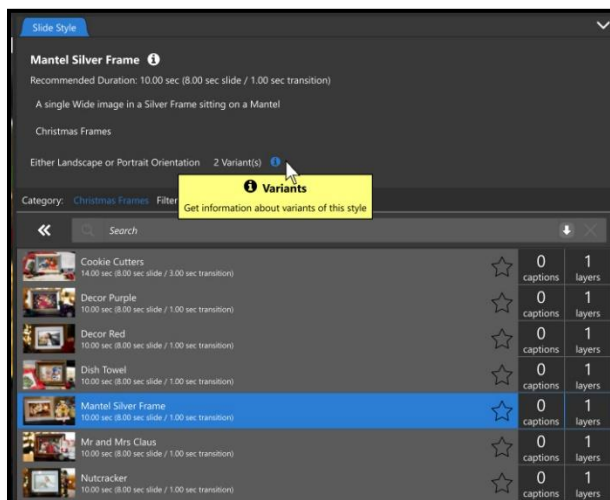 Slide Style
Mantel Silver Frame
Recommended Duration: 10.00 sec (8.00 sec slide / 1.00 sec transition)
A single Wide image in a Silver Frame sitting on a Mantel
Christmas Frames
Either Landscape or Portrait Orientation 2 Variant(s)
Variants
Get information about variants of this style
Category: Christmas Frames Filter
Search
Cookie Cutters 0 1
14.00 sec (8.00 sec slide / 3.00 sec transition) captions layers
Decor Purple 0 1
10.00 sec (8.00 sec slide / 1.00 sec transition) captions layers
Decor Red 0 1
10.00 sec (8.00 sec slide / 1.00 sec transition) captions layers
Dish Towel 0 1
10.00 sec (8.00 sec slide / 1.00 sec transition) captions layers
Mantel Silver Frame 0 1
10.00 sec (8.00 sec slide / 1.00 sec transition) captions layers
Mr and Mrs Claus 0 1
10.00 sec (8.00 sec slide / 1.00 sec transition) captions layers
Nutcracker 0 1
10.00 sec (8.00 sec slide / 1.00 sec transition) captions layers